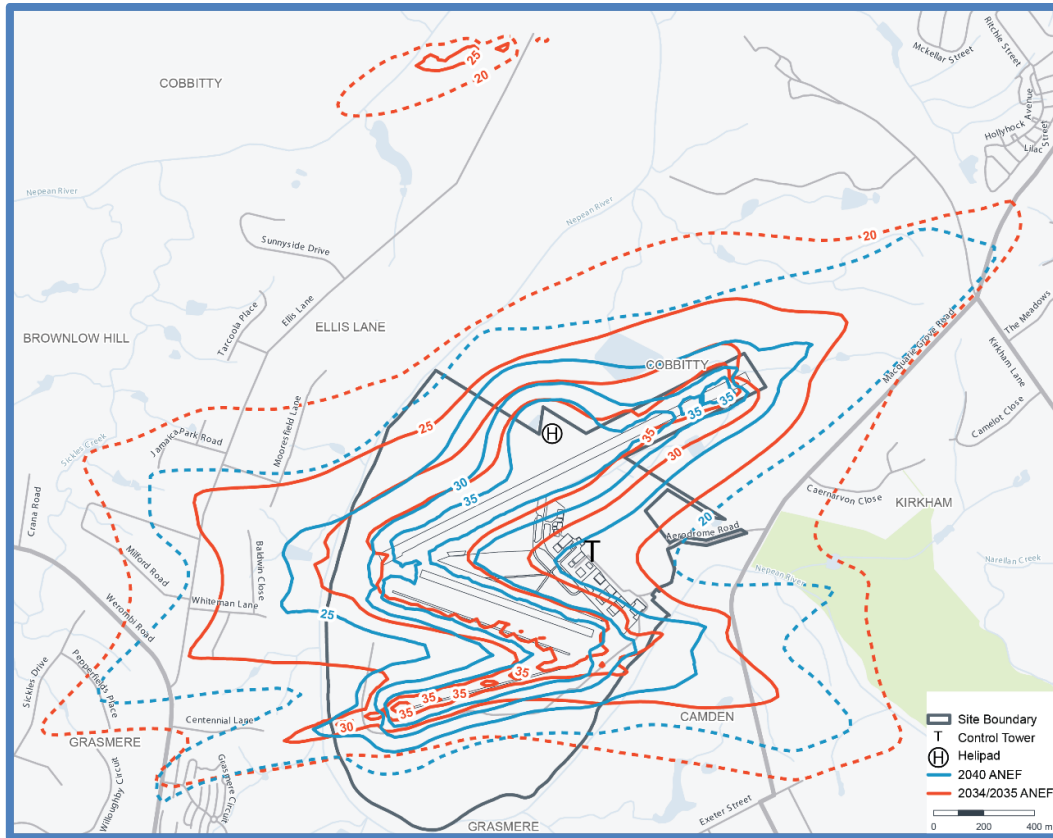 Ritchie Street
McKellar Street
COBBITTY
25
20
Hollyhock
Avenue
Lilac
Street
Nepean River
Nepean River
20
Sunnyside Drive
Tarcoola Place
Ellis Lane
ELLIS LANE
BROWNLOW HILL
Macquarie Grove Road
The Meadows
Kirkham Lane
COBBITTY
35
35
Camelot Close
Mooresfield Lane
25
H
35
30
Sickles Creek
Jamaica
Park Road
Crana Road
30
35
Caernarvon Close
KIRKHAM
20
Aerodrome Road
T
Narellan Creek
Nepean River
Milford Road
Baldwin Close
Whiteman Lane
25
Werombi Road
Sickles Drive
Pepperfields Place
35
35
35
35
30
Centennial Lane
CAMDEN
GRASMERE
Willoughby Circuit
Grasmere Circuit
Exeter Street
GRASMERE
Site Boundary
T Control Tower
H Helipad
2040 ANEF
2034/2035 ANEF
0 200 400 m